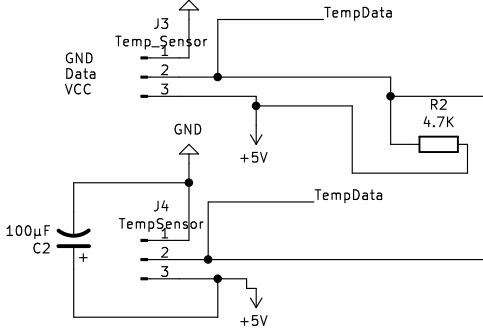 TempData
J3
Temp_Sensor
GND 1
Data 2
VCC 3
R2
4.7K
+5V
GND
TempData
J4
TempSensor
1
100µF
C2
2
+
3
+5V